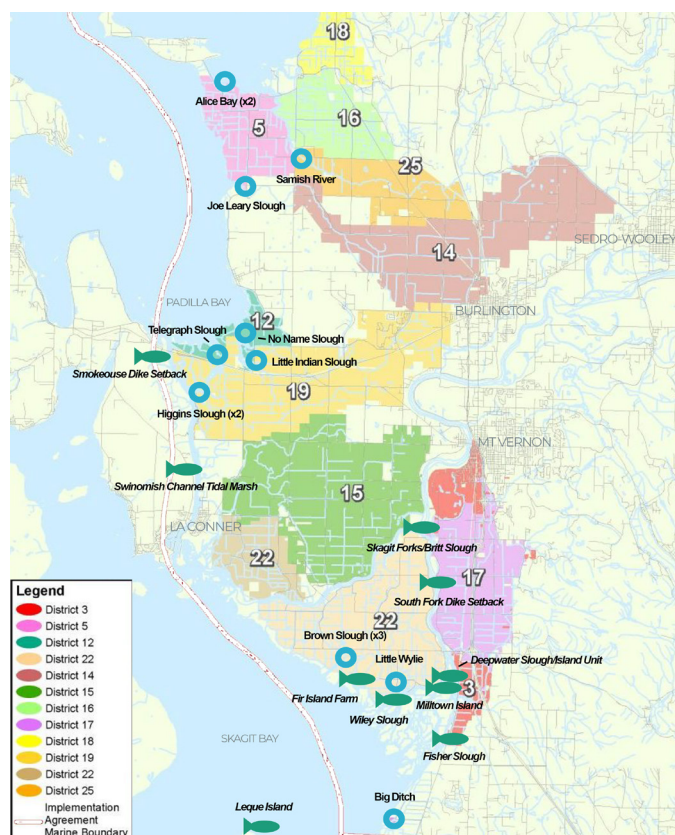 18
Alice Bay (x2)
5
16
Samish River
25
Joe Leary Slough
14
SEDRO-WOOLEY
PADILLA BAY
BURLINGTON
Telegraph Slough
12
No Name Slough
Little Indian Slough
Smokeouse Dike Setback
19
Higgins Slough (x2)
MT VERNON
Swinomish Channel Tidal Marsh
15
LA CONNER
Skagit Forks/Britt Slough
22
17
South Fork Dike Setback
22
Brown Slough (x3)
Little Wylie
Deepwater Slough/Island Unit
3
Fir Island Farm
Milltown Island
Wiley Slough
Fisher Slough
SKAGIT BAY
Big Ditch
Leque Island
Legend
District 3
District 5
District 12
District 22
District 14
District 15
District 16
District 17
District 18
District 19
District 22
District 25
Implementation
Agreement
Marine Boundary